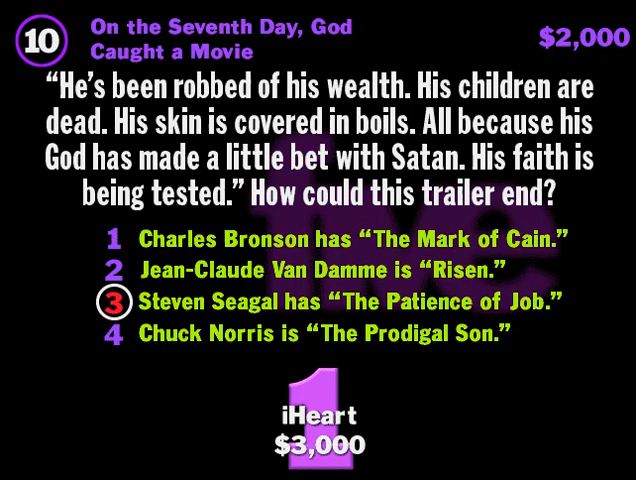 10
On the Seventh Day, God
Caught a Movie
$2,000
“He’s been robbed of his wealth. His children are
dead. His skin is covered in boils. All because his
God has made a little bet with Satan. His faith is
being tested.” How could this trailer end?
1 Charles Bronson has “The Mark of Cain.”
2 Jean-Claude Van Damme is “Risen.”
3 Steven Seagal has “The Patience of Job.”
4 Chuck Norris is “The Prodigal Son.”
five
1
iHeart
$3,000